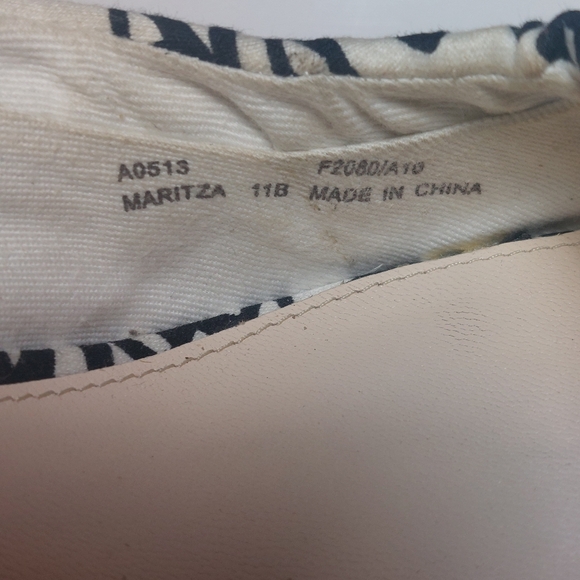 A0513 F2060/A10
MARITZA 11B MADE IN CHINA